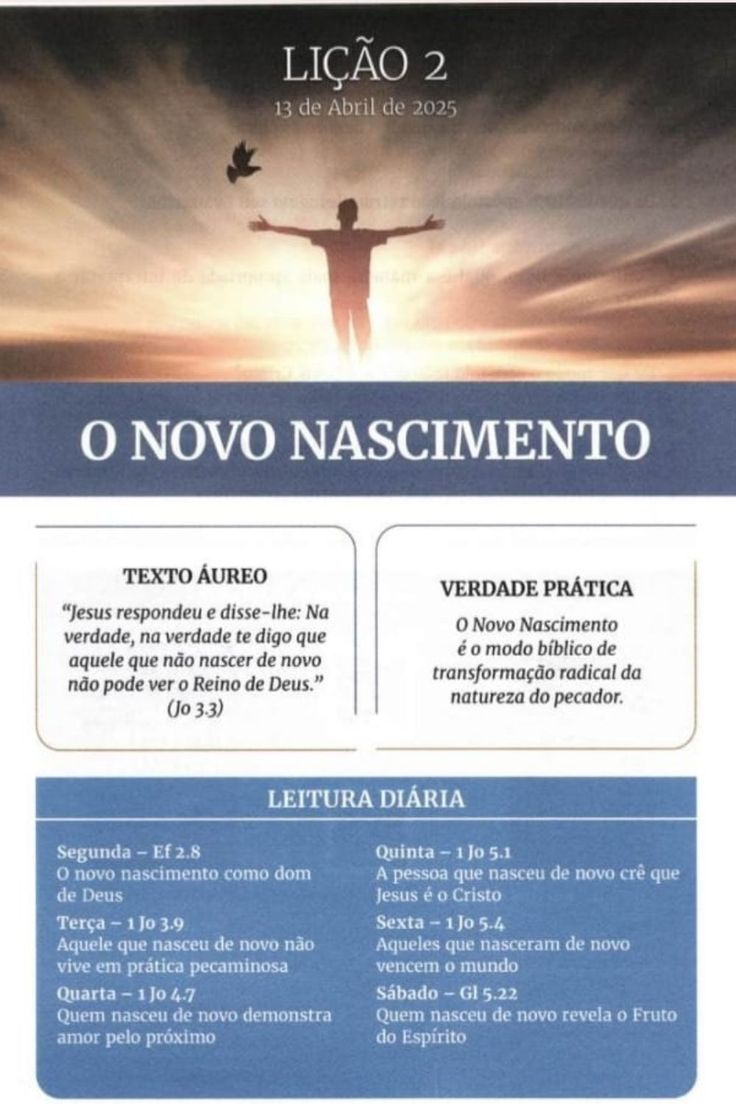 LIÇÃO 2
13 de Abril de 2025
O NOVO NASCIMENTO
TEXTO ÁUREO
“Jesus respondeu e disse-lhe: Na
verdade, na verdade te digo que
aquele que não nascer de novo
não pode ver o Reino de Deus.”
(Jo 3.3)
VERDADE PRÁTICA
O Novo Nascimento
é o modo bíblico de
transformação radical da
natureza do pecador.
LEITURA DIÁRIA
Segunda – Ef 2.8
O novo nascimento como dom
de Deus
Terça – 1 Jo 3.9
Aquele que nasceu de novo não
vive em prática pecaminosa
Quarta – 1 Jo 4.7
Quem nasceu de novo demonstra
amor pelo próximo
Quinta – 1 Jo 5.1
A pessoa que nasceu de novo crê que
Jesus é o Cristo
Sexta – 1 Jo 5.4
Aqueles que nasceram de novo
vencem o mundo
Sábado – Gl 5.22
Quem nasceu de novo revela o Fruto
do Espírito